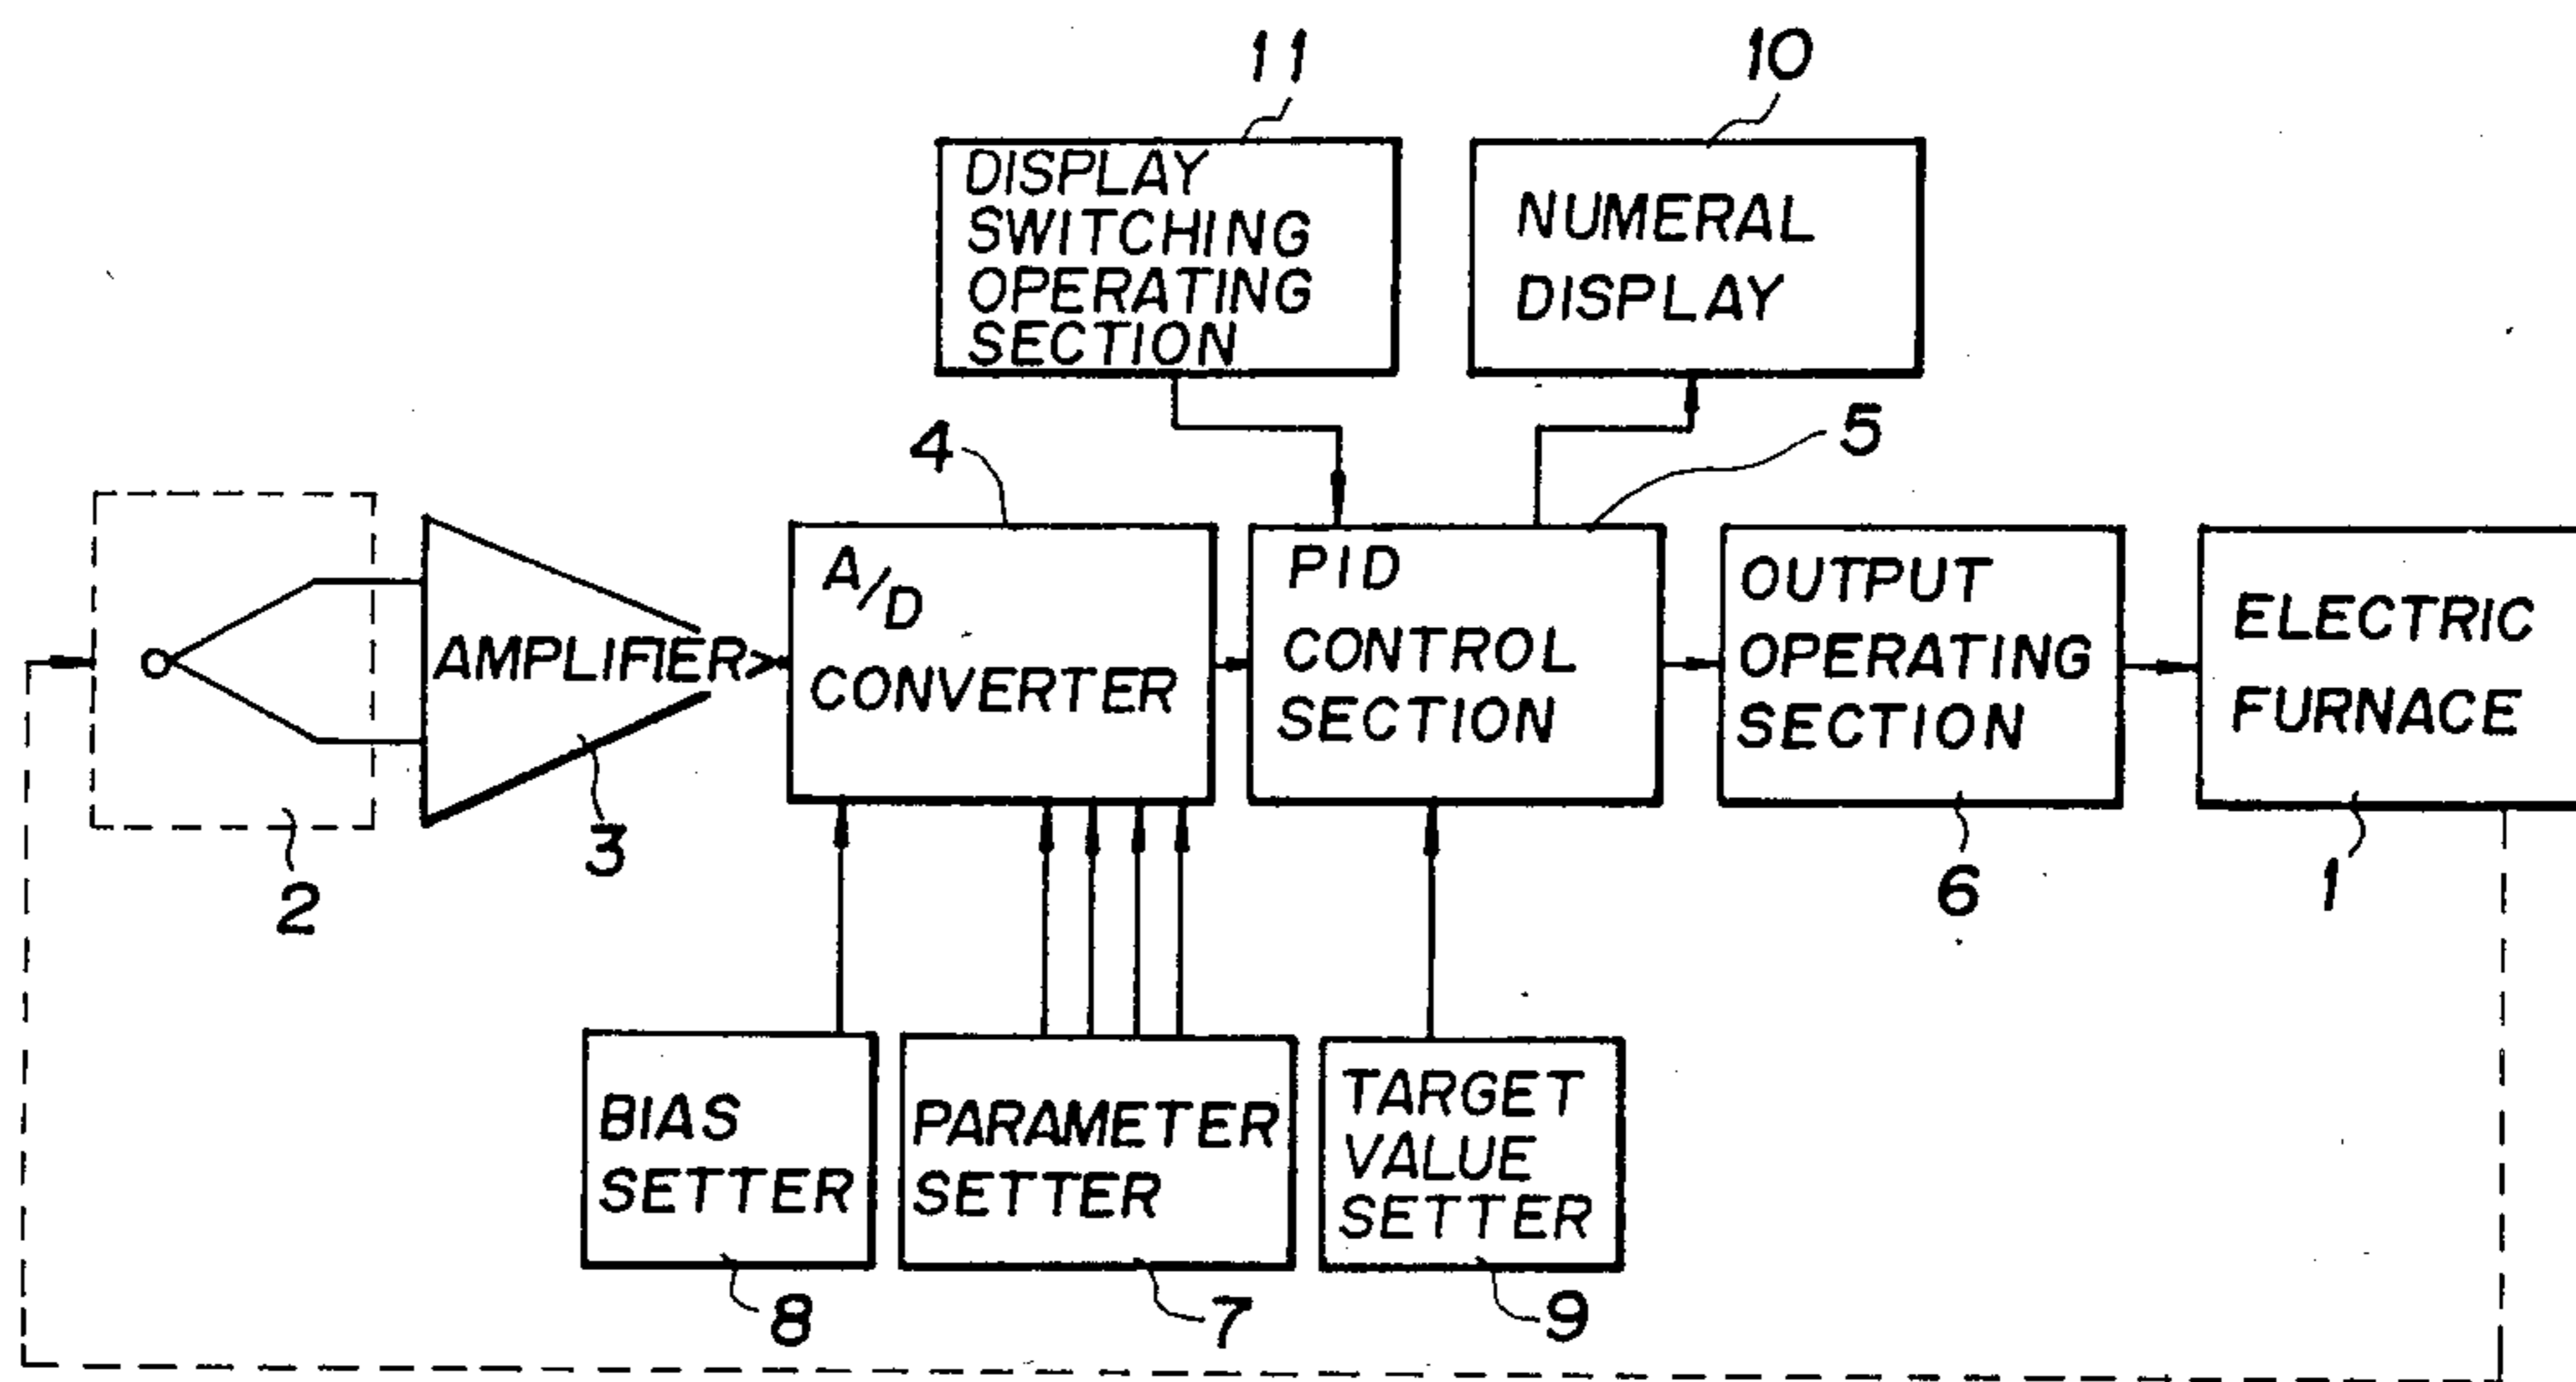 11
10
DISPLAY
SWITCHING
OPERATING
SECTION
NUMERAL
DISPLAY
4
5
A/D
CONVERTER
PID
CONTROL
SECTION
OUTPUT
OPERATING
SECTION
ELECTRIC
FURNACE
AMPLIFIER
2
3
6
1
BIAS
SETTER
PARAMETER
SETTER
TARGET
VALUE
SETTER
8
7
9